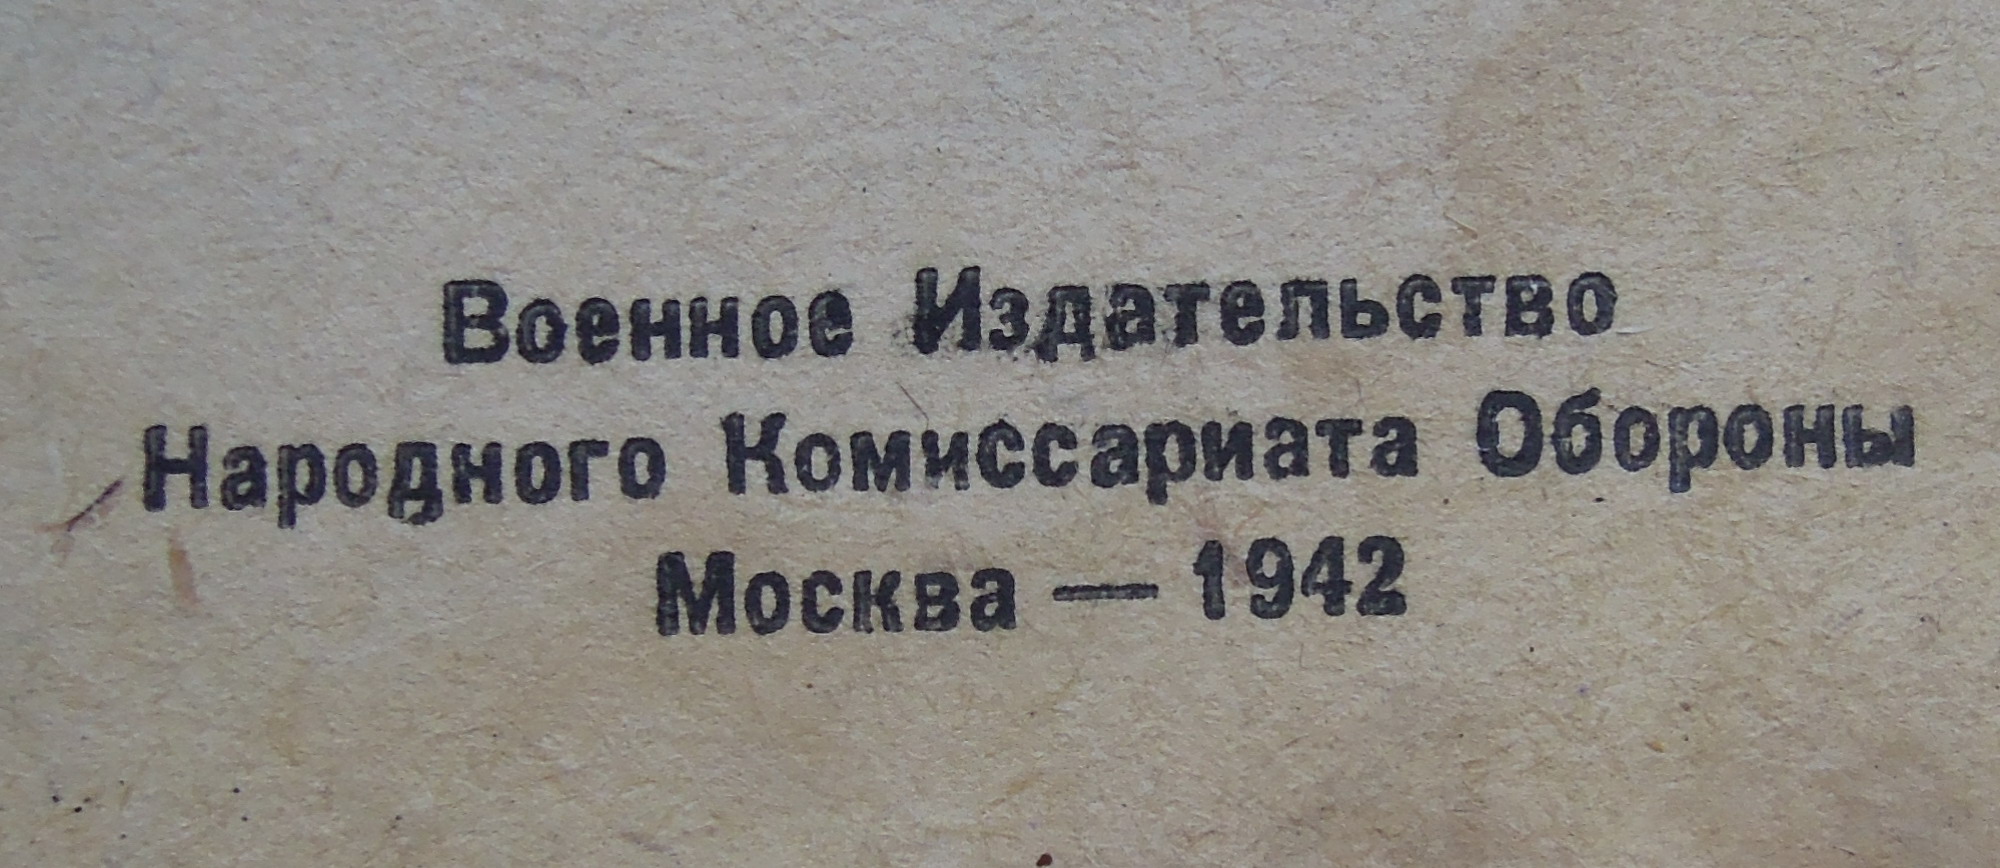 Военное Издательство
Народного Комиссариата Обороны
Москва — 1942